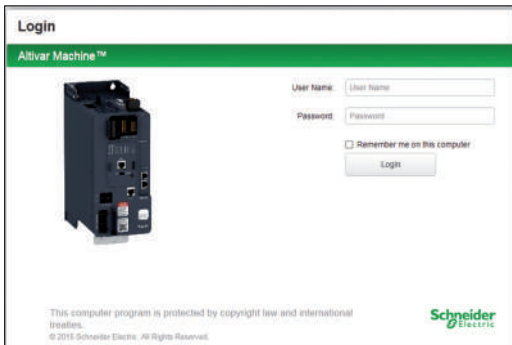 Login
Altivar Machine™
User Name:
User Name
Password:
Password
Remember me on this computer
Login
This computer program is protected by copyright law and international
treaties.
© 2015 Schneider Electric. All Rights Reserved.
Schneider
Electric